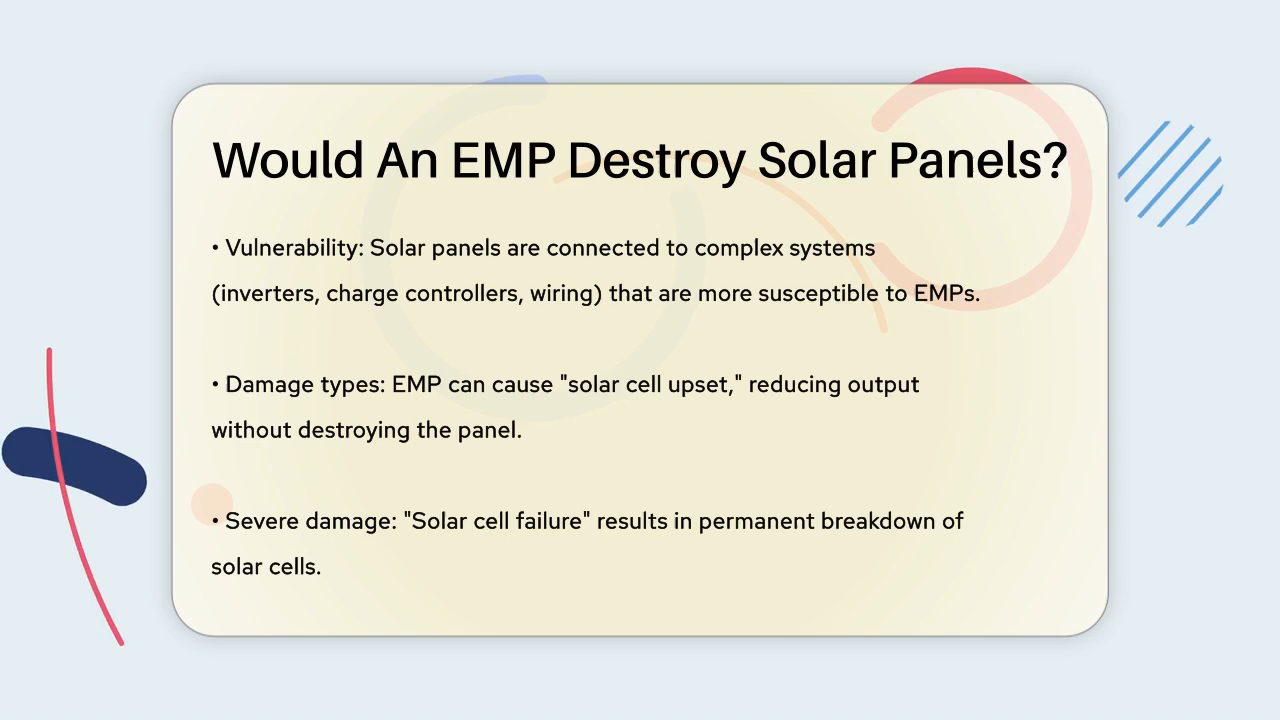 Would An EMP Destroy Solar Panels?
• Vulnerability: Solar panels are connected to complex systems
(inverters, charge controllers, wiring) that are more susceptible to EMPs.
• Damage types: EMP can cause "solar cell upset," reducing output
without destroying the panel.
• Severe damage: "Solar cell failure" results in permanent breakdown of
solar cells.